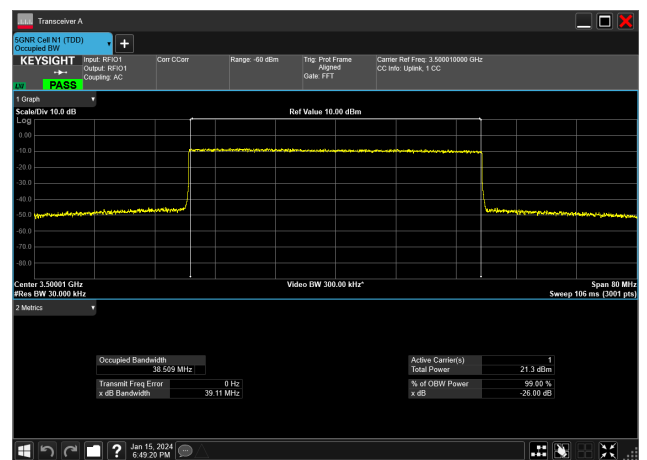 Transceiver A
5GNR Cell N1 (TDD)
Occupied BW
+
KEYSIGHT
LV PASS
Input: RFIO1
Output: RFIO1
Coupling: AC
Corr CCorr
Range: -60 dBm
Trig: Prot Frame
Aligned
Gate: FFT
Carrier Ref Freq: 3.500010000 GHz
CC Info: Uplink, 1 CC
1 Graph
Scale/Div 10.0 dB
Ref Value 10.00 dBm
Log
0.00
-10.0
-20.0
-30.0
-40.0
-50.0
-60.0
-70.0
-80.0
Center 3.50001 GHz
Video BW 300.00 kHz*
Span 80 MHz
#Res BW 30.000 kHz
Sweep 106 ms (3001 pts)
2 Metrics
Occupied Bandwidth
38.509 MHz
Active Carrier(s) 1
Total Power 21.3 dBm
Transmit Freq Error 0 Hz
x dB Bandwidth 39.11 MHz
% of OBW Power 99.00 %
x dB -26.00 dB
?
Jan 15, 2024
6:49:20 PM